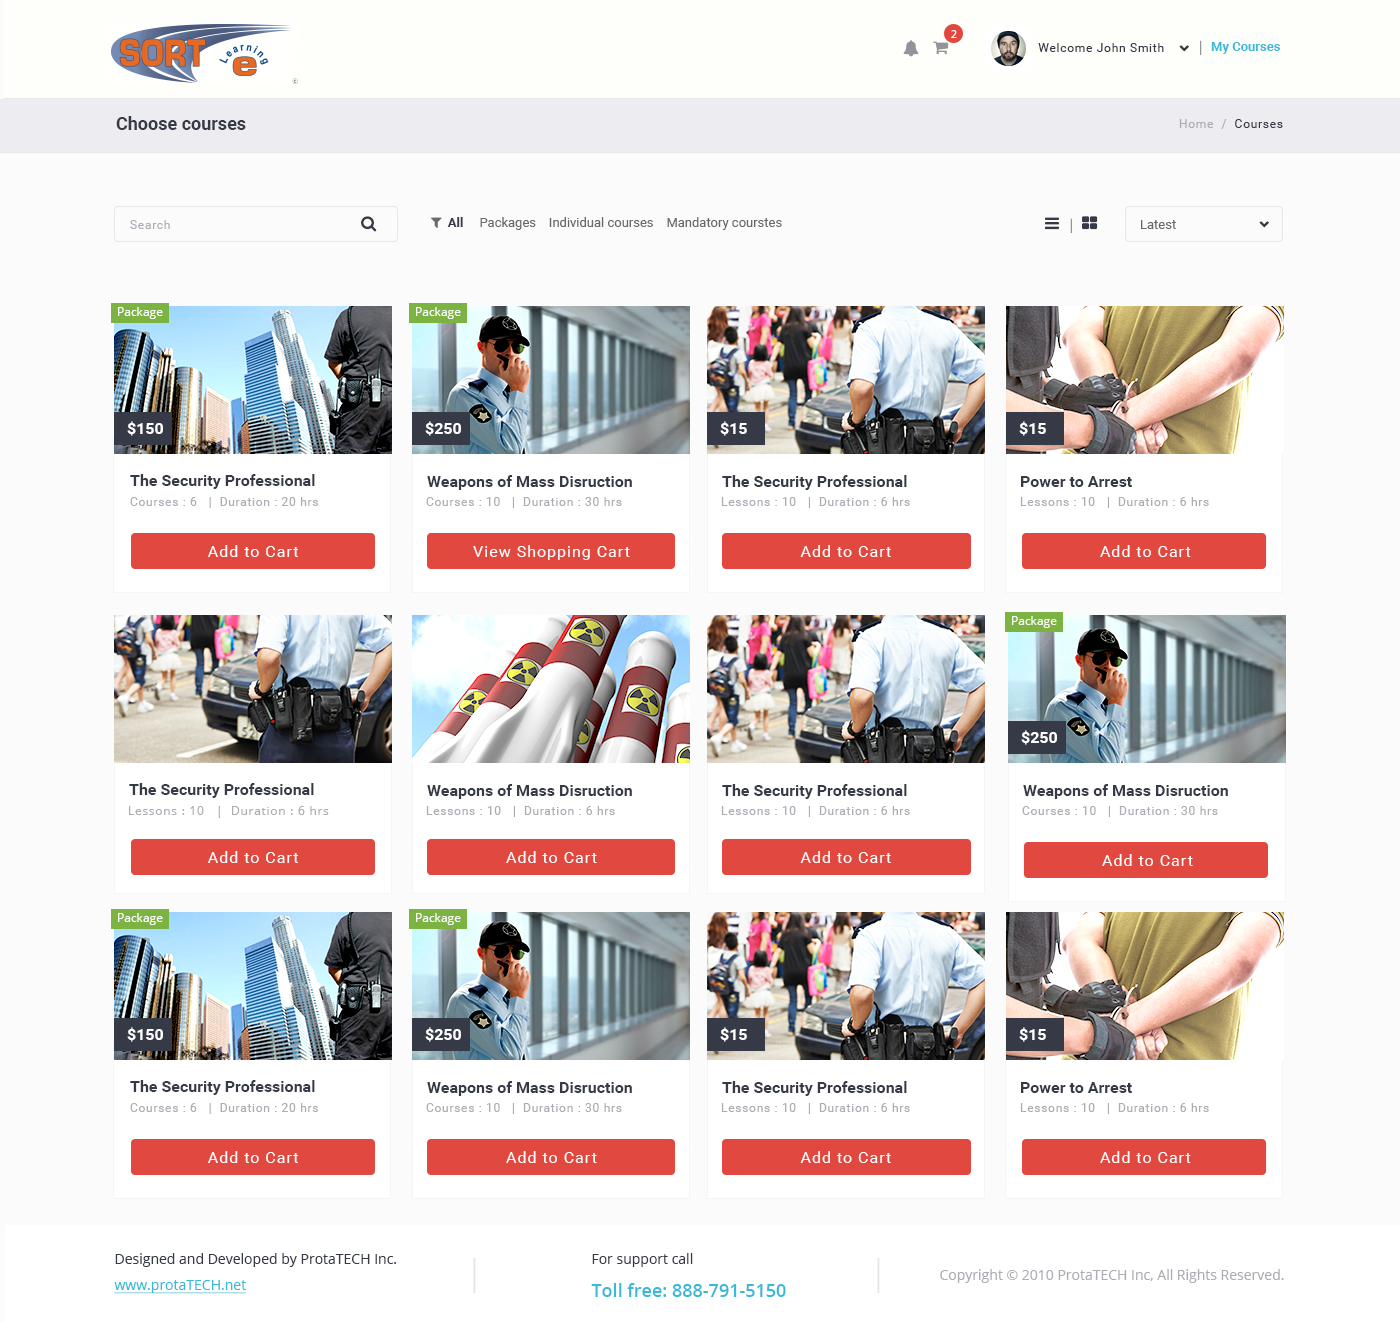 SORT
e
Learning
©
2
Welcome John Smith
|
My Courses
Choose courses
Home / Courses
Search
All
Packages
Individual courses
Mandatory courstes
|
Latest
Package
$150
The Security Professional
Courses : 6 | Duration : 20 hrs
Add to Cart
Package
$250
Weapons of Mass Disruction
Courses : 10 | Duration : 30 hrs
View Shopping Cart
$15
The Security Professional
Lessons : 10 | Duration : 6 hrs
Add to Cart
$15
Power to Arrest
Lessons : 10 | Duration : 6 hrs
Add to Cart
The Security Professional
Lessons : 10 | Duration : 6 hrs
Add to Cart
Weapons of Mass Disruction
Lessons : 10 | Duration : 6 hrs
Add to Cart
The Security Professional
Lessons : 10 | Duration : 6 hrs
Add to Cart
Package
$250
Weapons of Mass Disruction
Courses : 10 | Duration : 30 hrs
Add to Cart
Package
$150
The Security Professional
Courses : 6 | Duration : 20 hrs
Add to Cart
Package
$250
Weapons of Mass Disruction
Courses : 10 | Duration : 30 hrs
Add to Cart
$15
The Security Professional
Lessons : 10 | Duration : 6 hrs
Add to Cart
$15
Power to Arrest
Lessons : 10 | Duration : 6 hrs
Add to Cart
Designed and Developed by ProtaTECH Inc.
www.protaTECH.net
For support call
Toll free: 888-791-5150
Copyright © 2010 ProtaTECH Inc, All Rights Reserved.